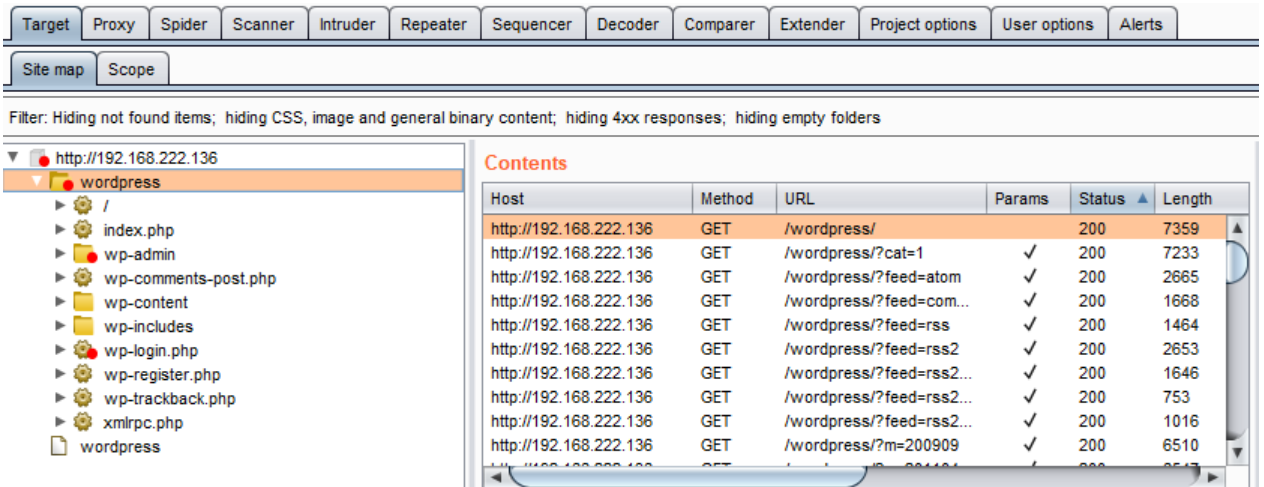 Target Proxy Spider Scanner Intruder Repeater Sequencer Decoder Comparer Extender Project options User options Alerts
Site map Scope
Filter: Hiding not found items; hiding CSS, image and general binary content; hiding 4xx responses; hiding empty folders
http://192.168.222.136
wordpress
/
index.php
wp-admin
wp-comments-post.php
wp-content
wp-includes
wp-login.php
wp-register.php
wp-trackback.php
xmlrpc.php
wordpress
Contents
Host Method URL Params Status Length
http://192.168.222.136 GET /wordpress/ 200 7359
http://192.168.222.136 GET /wordpress/?cat=1 ✓ 200 7233
http://192.168.222.136 GET /wordpress/?feed=atom ✓ 200 2665
http://192.168.222.136 GET /wordpress/?feed=com... ✓ 200 1668
http://192.168.222.136 GET /wordpress/?feed=rss ✓ 200 1464
http://192.168.222.136 GET /wordpress/?feed=rss2 ✓ 200 2653
http://192.168.222.136 GET /wordpress/?feed=rss2... ✓ 200 1646
http://192.168.222.136 GET /wordpress/?feed=rss2... ✓ 200 753
http://192.168.222.136 GET /wordpress/?feed=rss2... ✓ 200 1016
http://192.168.222.136 GET /wordpress/?m=200909 ✓ 200 6510